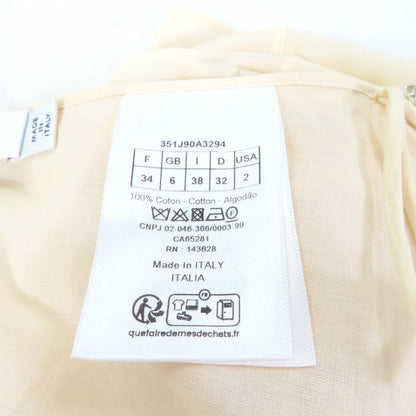 MADE
IN
ITALY
351J90A3294
F GB I D USA
34 6 38 32 2
100% Coton - Cotton - Algodão
CNPJ 02-046-366/0003-99
CA65281
RN : 143628
Made In ITALY
ITALIA
FR
quefairedemesdechets.fr